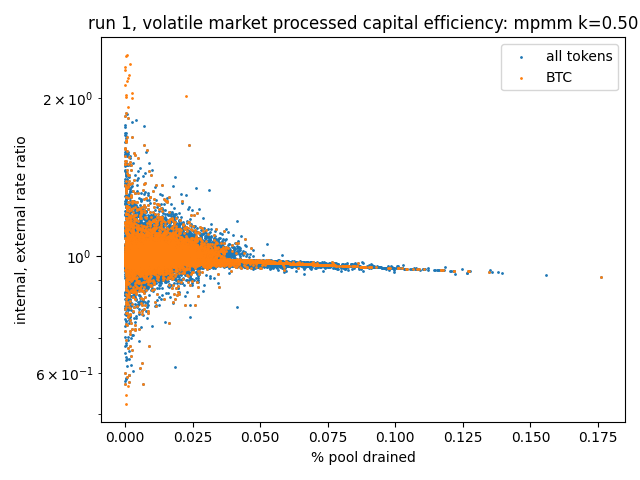 run 1, volatile market processed capital efficiency: mpmm k=0.50
all tokens
BTC
2 × 10⁰
10⁰
6 × 10⁻¹
internal, external rate ratio
0.000 0.025 0.050 0.075 0.100 0.125 0.150 0.175
% pool drained